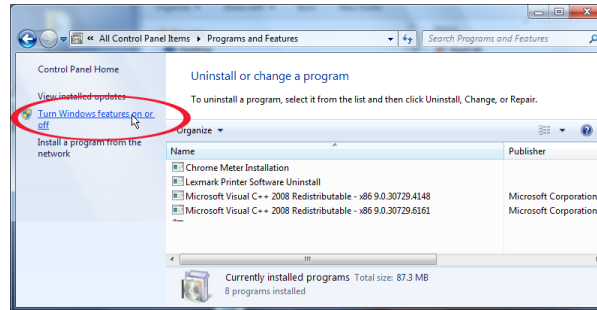 « All Control Panel Items ▸ Programs and Features
Search Programs and Features
Control Panel Home
View installed updates
Turn Windows features on or
off
Install a program from the
network
Uninstall or change a program
To uninstall a program, select it from the list and then click Uninstall, Change, or Repair.
Organize
Name Publisher
Chrome Meter Installation
Lexmark Printer Software Uninstall
Microsoft Visual C++ 2008 Redistributable - x86 9.0.30729.4148 Microsoft Corporation
Microsoft Visual C++ 2008 Redistributable - x86 9.0.30729.6161 Microsoft Corporation
Currently installed programs Total size: 87.3 MB
8 programs installed